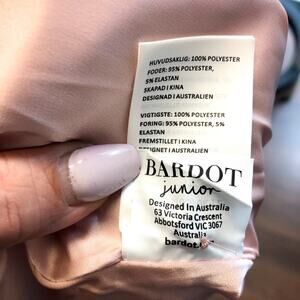 HUVUDSAKLIG: 100% POLYESTER
FODER: 95% POLYESTER,
5% ELASTAN
SKAPAD I KINA
DESIGNAD I AUSTRALIEN
VIGTIGSTE: 100% POLYESTER
FORING: 95% POLYESTER, 5%
ELASTAN
FREMSTILLET I KINA
DESIGNET I AUSTRALIEN
BARDOT
junior
Designed In Australia
63 Victoria Crescent
Abbotsford VIC 3067
Australia